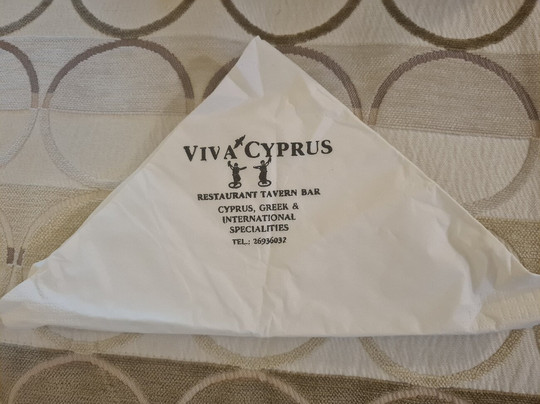 VIVA CYPRUS
RESTAURANT TAVERN BAR
CYPRUS, GREEK &
INTERNATIONAL
SPECIALITIES
TEL.: 26936032